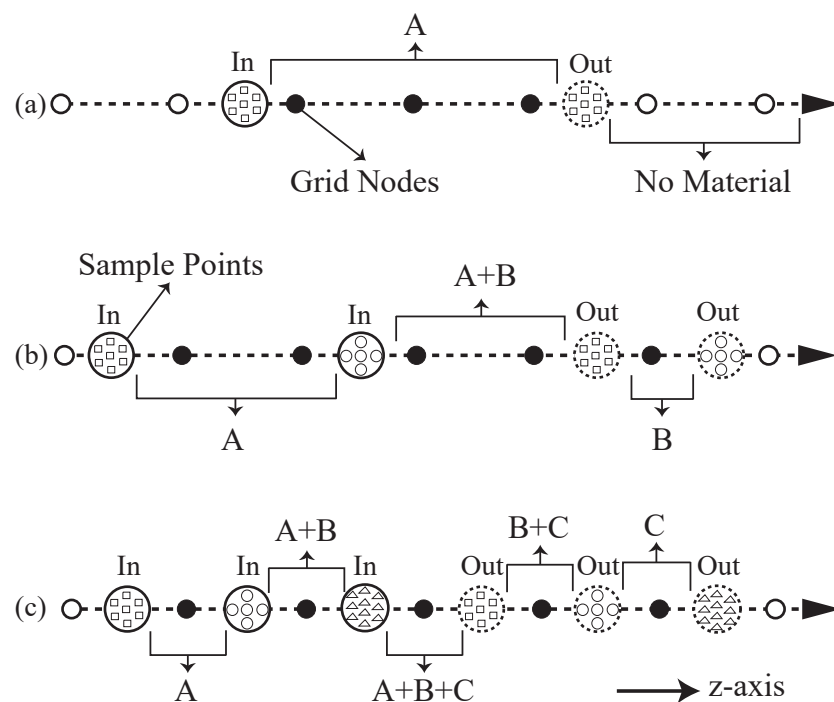 A
In
Out
(a)
Grid Nodes
No Material
Sample Points
A+B
In
In
Out
Out
(b)
A
B
A+B
B+C
C
In
In
In
Out
Out
Out
(c)
A
A+B+C
z-axis